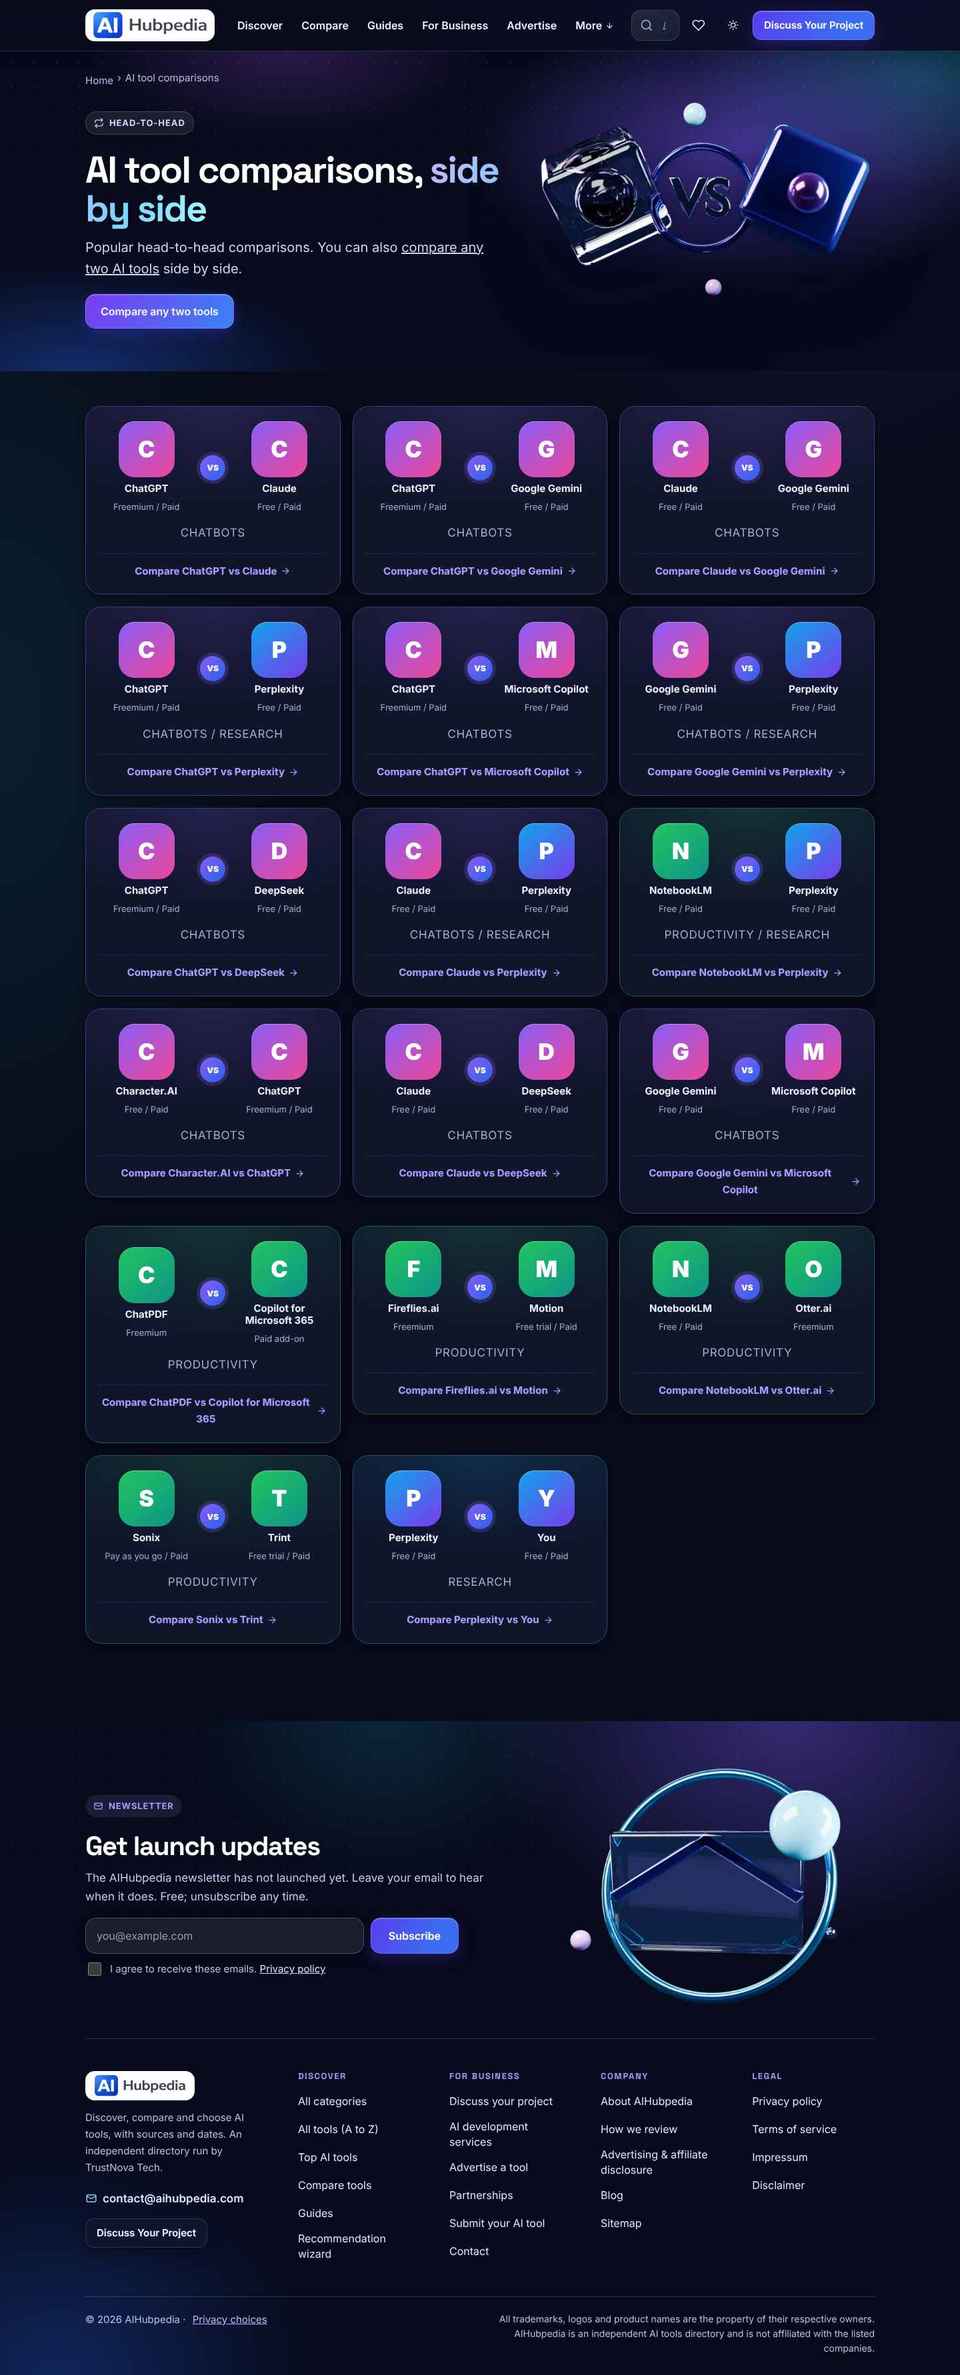 AI Hubpedia
Discover
Compare
Guides
For Business
Advertise
More ↓
/
Discuss Your Project
Home › AI tool comparisons
HEAD-TO-HEAD
AI tool comparisons, side
by side
Popular head-to-head comparisons. You can also compare any
two AI tools side by side.
Compare any two tools
VS
C
vs
C
ChatGPT
Claude
Freemium / Paid
Free / Paid
CHATBOTS
Compare ChatGPT vs Claude →
C
vs
G
ChatGPT
Google Gemini
Freemium / Paid
Free / Paid
CHATBOTS
Compare ChatGPT vs Google Gemini →
C
vs
G
Claude
Google Gemini
Free / Paid
Free / Paid
CHATBOTS
Compare Claude vs Google Gemini →
C
vs
P
ChatGPT
Perplexity
Freemium / Paid
Free / Paid
CHATBOTS / RESEARCH
Compare ChatGPT vs Perplexity →
C
vs
M
ChatGPT
Microsoft Copilot
Freemium / Paid
Free / Paid
CHATBOTS
Compare ChatGPT vs Microsoft Copilot →
G
vs
P
Google Gemini
Perplexity
Free / Paid
Free / Paid
CHATBOTS / RESEARCH
Compare Google Gemini vs Perplexity →
C
vs
D
ChatGPT
DeepSeek
Freemium / Paid
Free / Paid
CHATBOTS
Compare ChatGPT vs DeepSeek →
C
vs
P
Claude
Perplexity
Free / Paid
Free / Paid
CHATBOTS / RESEARCH
Compare Claude vs Perplexity →
N
vs
P
NotebookLM
Perplexity
Free / Paid
Free / Paid
PRODUCTIVITY / RESEARCH
Compare NotebookLM vs Perplexity →
C
vs
C
Character.AI
ChatGPT
Free / Paid
Freemium / Paid
CHATBOTS
Compare Character.AI vs ChatGPT →
C
vs
D
Claude
DeepSeek
Free / Paid
Free / Paid
CHATBOTS
Compare Claude vs DeepSeek →
G
vs
M
Google Gemini
Microsoft Copilot
Free / Paid
Free / Paid
CHATBOTS
Compare Google Gemini vs Microsoft
Copilot →
C
vs
C
ChatPDF
Copilot for
Microsoft 365
Freemium
Paid add-on
PRODUCTIVITY
Compare ChatPDF vs Copilot for Microsoft
365 →
F
vs
M
Fireflies.ai
Motion
Freemium
Free trial / Paid
PRODUCTIVITY
Compare Fireflies.ai vs Motion →
N
vs
O
NotebookLM
Otter.ai
Free / Paid
Freemium
PRODUCTIVITY
Compare NotebookLM vs Otter.ai →
S
vs
T
Sonix
Trint
Pay as you go / Paid
Free trial / Paid
PRODUCTIVITY
Compare Sonix vs Trint →
P
vs
Y
Perplexity
You
Free / Paid
Free / Paid
RESEARCH
Compare Perplexity vs You →
NEWSLETTER
Get launch updates
The AIHubpedia newsletter has not launched yet. Leave your email to hear
when it does. Free; unsubscribe any time.
you@example.com
Subscribe
I agree to receive these emails. Privacy policy
AI Hubpedia
Discover, compare and choose AI
tools, with sources and dates. An
independent directory run by
TrustNova Tech.
contact@aihubpedia.com
Discuss Your Project
DISCOVER
All categories
All tools (A to Z)
Top AI tools
Compare tools
Guides
Recommendation
wizard
FOR BUSINESS
Discuss your project
AI development
services
Advertise a tool
Partnerships
Submit your AI tool
Contact
COMPANY
About AIHubpedia
How we review
Advertising & affiliate
disclosure
Blog
Sitemap
LEGAL
Privacy policy
Terms of service
Impressum
Disclaimer
© 2026 AIHubpedia · Privacy choices
All trademarks, logos and product names are the property of their respective owners.
AIHubpedia is an independent AI tools directory and is not affiliated with the listed
companies.